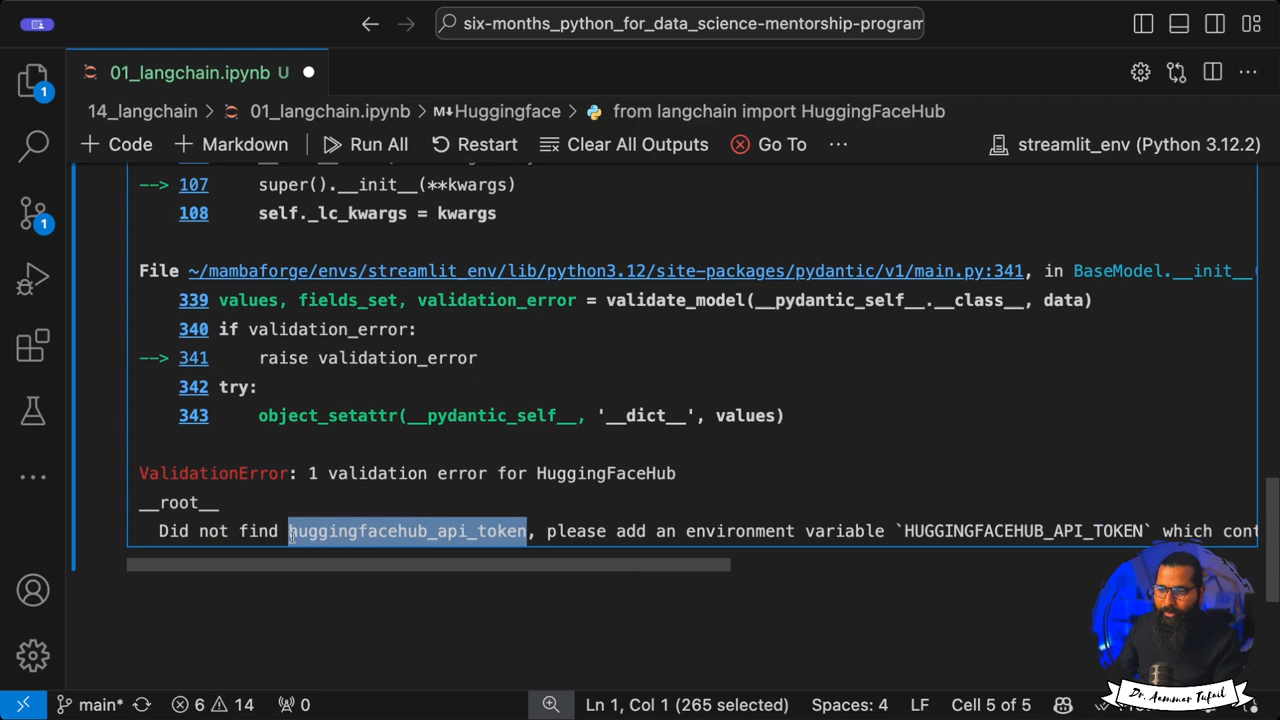 six-months_python_for_data_science-mentorship-program
01_langchain.ipynb U
14_langchain > 01_langchain.ipynb > M↓Huggingface > from langchain import HuggingFaceHub
+ Code + Markdown Run All Restart Clear All Outputs Go To ··· streamlit_env (Python 3.12.2)
--> 107 super().__init__(**kwargs)
108 self._lc_kwargs = kwargs
File ~/mambaforge/envs/streamlit_env/lib/python3.12/site-packages/pydantic/v1/main.py:341, in BaseModel.__init__(
339 values, fields_set, validation_error = validate_model(__pydantic_self__.__class__, data)
340 if validation_error:
--> 341 raise validation_error
342 try:
343 object_setattr(__pydantic_self__, '__dict__', values)
ValidationError: 1 validation error for HuggingFaceHub
__root__
Did not find huggingfacehub_api_token, please add an environment variable `HUGGINGFACEHUB_API_TOKEN` which cont
1
1
Dr. Aammar Tufail
main* 6 14 0 Ln 1, Col 1 (265 selected) Spaces: 4 LF Cell 5 of 5